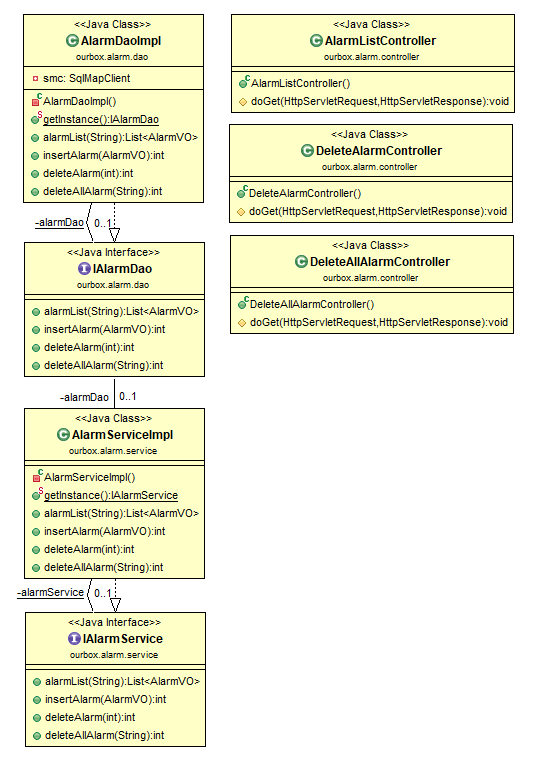 <<Java Class>>
AlarmDaoImpl
ourbox.alarm.dao
smc: SqlMapClient
AlarmDaoImpl()
getInstance():IAlarmDao
alarmList(String):List<AlarmVO>
insertAlarm(AlarmVO):int
deleteAlarm(int):int
deleteAllAlarm(String):int
-alarmDao 0..1
<<Java Interface>>
IAlarmDao
ourbox.alarm.dao
alarmList(String):List<AlarmVO>
insertAlarm(AlarmVO):int
deleteAlarm(int):int
deleteAllAlarm(String):int
-alarmDao 0..1
<<Java Class>>
AlarmServiceImpl
ourbox.alarm.service
AlarmServiceImpl()
getInstance():IAlarmService
alarmList(String):List<AlarmVO>
insertAlarm(AlarmVO):int
deleteAlarm(int):int
deleteAllAlarm(String):int
-alarmService 0..1
<<Java Interface>>
IAlarmService
ourbox.alarm.service
alarmList(String):List<AlarmVO>
insertAlarm(AlarmVO):int
deleteAlarm(int):int
deleteAllAlarm(String):int
<<Java Class>>
AlarmListController
ourbox.alarm.controller
AlarmListController()
doGet(HttpServletRequest,HttpServletResponse):void
<<Java Class>>
DeleteAlarmController
ourbox.alarm.controller
DeleteAlarmController()
doGet(HttpServletRequest,HttpServletResponse):void
<<Java Class>>
DeleteAllAlarmController
ourbox.alarm.controller
DeleteAllAlarmController()
doGet(HttpServletRequest,HttpServletResponse):void